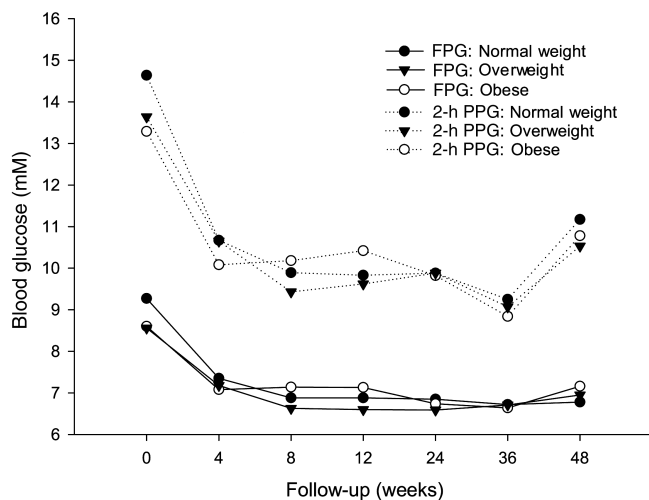 16
15
14
13
12
11
10
9
8
7
6
Blood glucose (mM)
FPG: Normal weight
FPG: Overweight
FPG: Obese
2-h PPG: Normal weight
2-h PPG: Overweight
2-h PPG: Obese
0 4 8 12 24 36 48
Follow-up (weeks)